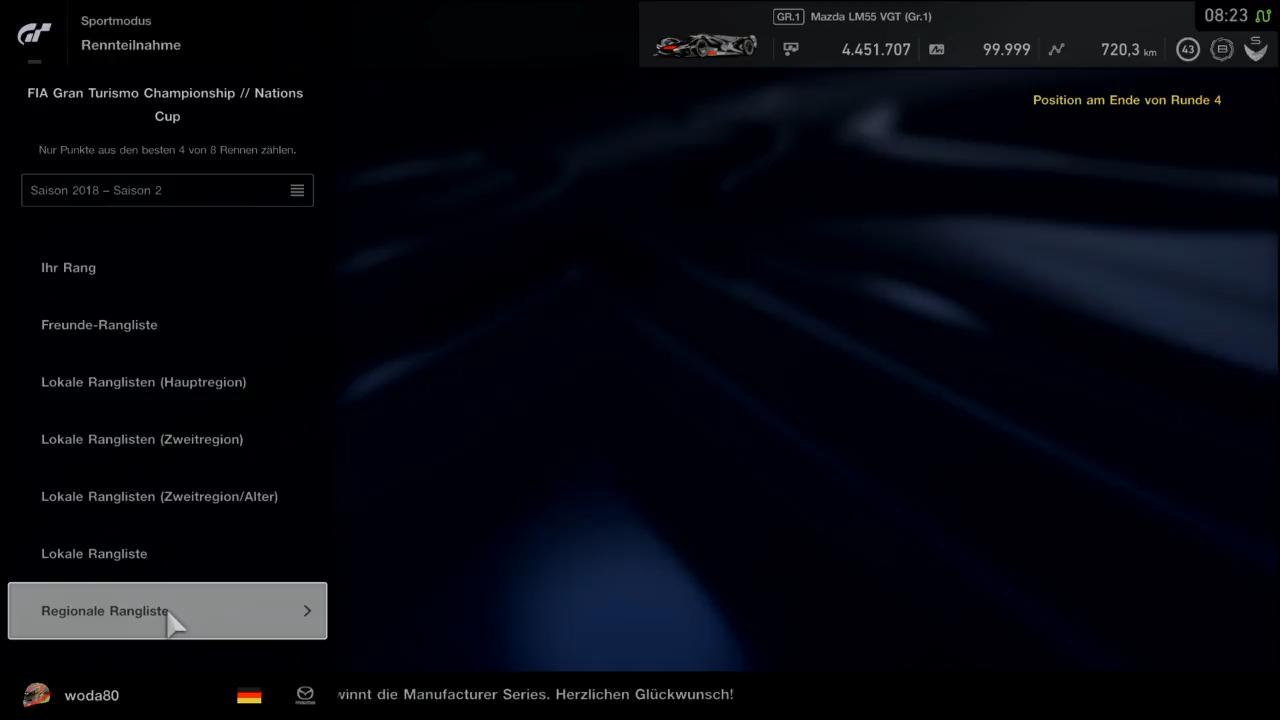 Sportmodus
Rennteilnahme
GR.1 Mazda LM55 VGT (Gr.1)
4.451.707 99.999 720,3 km 43 B S
08:23
FIA Gran Turismo Championship // Nations
Cup
Nur Punkte aus den besten 4 von 8 Rennen zählen.
Saison 2018 – Saison 2
Position am Ende von Runde 4
Ihr Rang
Freunde-Rangliste
Lokale Ranglisten (Hauptregion)
Lokale Ranglisten (Zweitregion)
Lokale Ranglisten (Zweitregion/Alter)
Lokale Rangliste
Regionale Rangliste
woda80
mazda
winnt die Manufacturer Series. Herzlichen Glückwunsch!